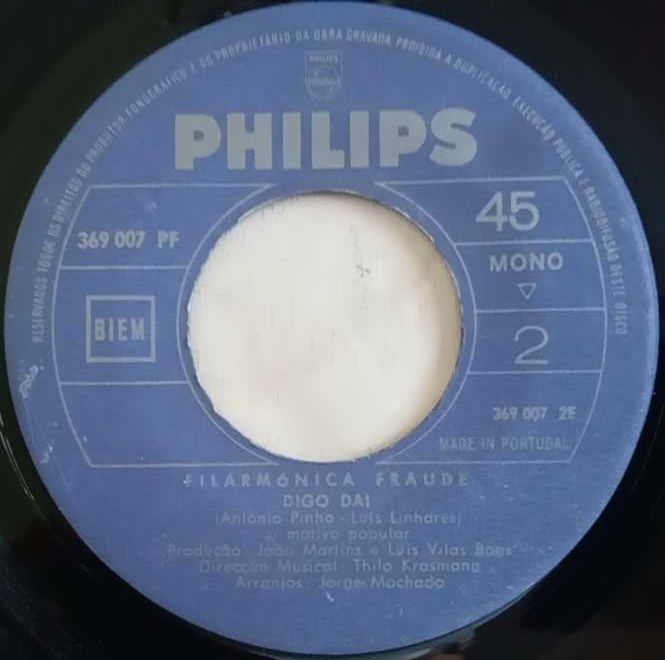 RESERVADOS TODOS OS DIREITOS DO PRODUTOR FONOGRÁFICO E DO PROPRIETÁRIO DA OBRA GRAVADA. PROIBIDA A DUPLICAÇÃO, EXECUÇÃO PÚBLICA E RADIODIFUSÃO DESTE DISCO
PHILIPS
PHILIPS
369 007 PF
45
BIEM
MONO
2
369 007 2E
MADE IN PORTUGAL
FILARMÓNICA FRAUDE
DIGO DAI
(António Pinho - Luís Linhares)
s/ motivo popular
Produção: João Martins e Luis Vilas Boas
Direcção Musical: Thilo Krasmann
Arranjos: Jorge Machado